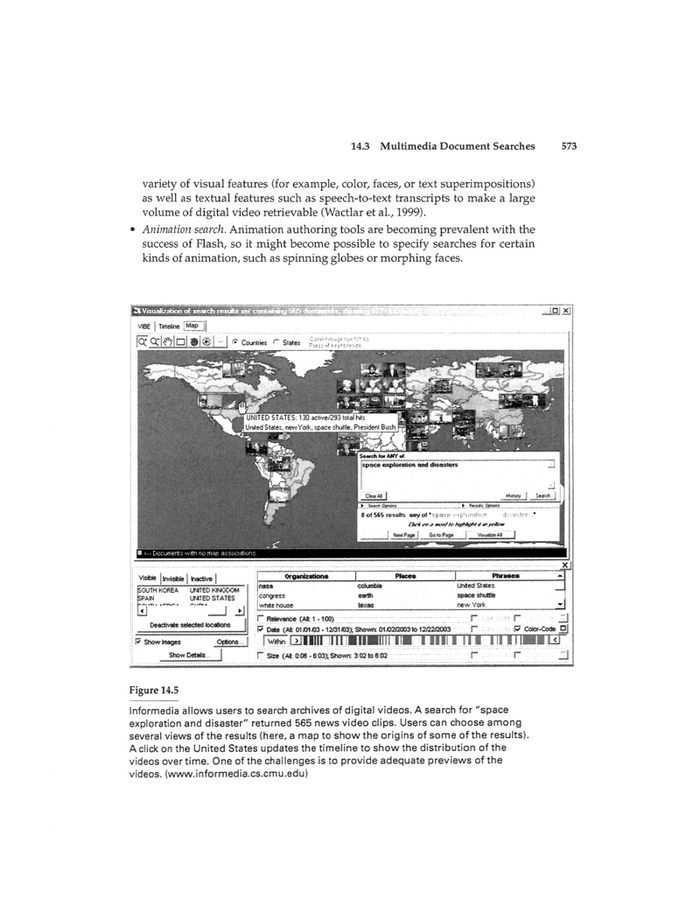 14.3 Multimedia Document Searches 573
variety of visual features (for example, color, faces, or text superimpositions)
as well as textual features such as speech-to-text transcripts to make a large
volume of digital video retrievable (Wactlar et al., 1999).
• Animation search. Animation authoring tools are becoming prevalent with the
success of Flash, so it might become possible to specify searches for certain
kinds of animation, such as spinning globes or morphing faces.
Visualization of search results set containing 565 documents,
VIBE Timeline Map
Countries States
UNITED STATES: 130 active/293 total hits
United States, new York, space shuttle, President Bush
Search for ANY of:
space exploration and disasters
Clear All History Search
Search Options Results Options
8 of 565 results any of "space exploration disasters"
Click on a word to highlight it in yellow
Next Page Go to Page Visualize All
<-- Documents with no map associations
Visible Invisible Inactive
Organizations Places Phrases
SOUTH KOREA UNITED KINGDOM
SPAIN UNITED STATES
nasa columbia United States
congress earth space shuttle
white house texas new York
Deactivate selected locations
Show Images Options...
Show Details...
Relevance (All: 1 - 100)
Date (All: 01/01/03 - 12/31/03); Shown: 01/02/2003 to 12/22/2003 Color-Code
Within
Size (All: 0:06 - 6:03); Shown: 3:02 to 6:02
Figure 14.5
Informedia allows users to search archives of digital videos. A search for "space
exploration and disaster" returned 565 news video clips. Users can choose among
several views of the results (here, a map to show the origins of some of the results).
A click on the United States updates the timeline to show the distribution of the
videos over time. One of the challenges is to provide adequate previews of the
videos. (www.informedia.cs.cmu.edu)